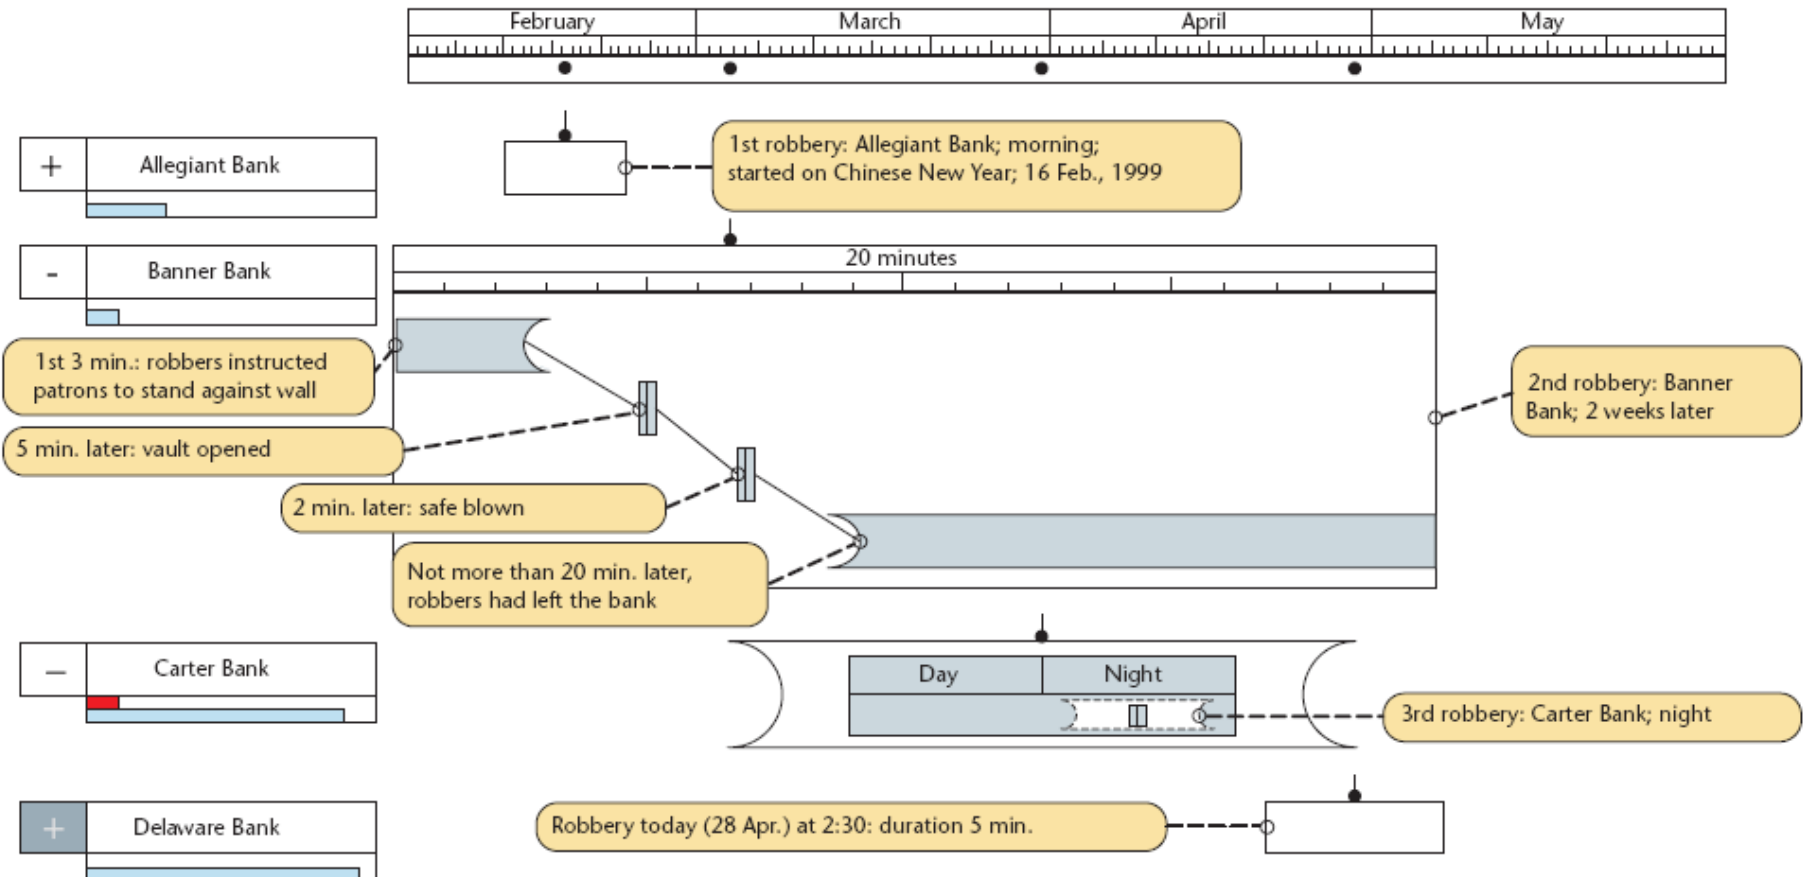 February March April May
+ Allegiant Bank
1st robbery: Allegiant Bank; morning;
started on Chinese New Year; 16 Feb., 1999
- Banner Bank
20 minutes
1st 3 min.: robbers instructed
patrons to stand against wall
5 min. later: vault opened
2 min. later: safe blown
Not more than 20 min. later,
robbers had left the bank
2nd robbery: Banner
Bank; 2 weeks later
– Carter Bank
Day Night
3rd robbery: Carter Bank; night
+ Delaware Bank
Robbery today (28 Apr.) at 2:30: duration 5 min.